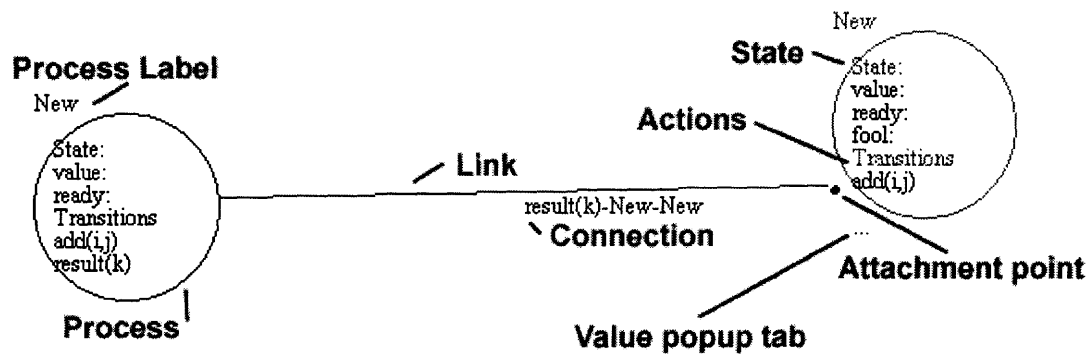 New
State
Process Label
New
State:
value:
ready:
fool:
Transitions
add(i,j)
Actions
State:
value:
ready:
Transitions
add(i,j)
result(k)
Link
result(k)-New-New
Connection
...
Attachment point
Process
Value popup tab